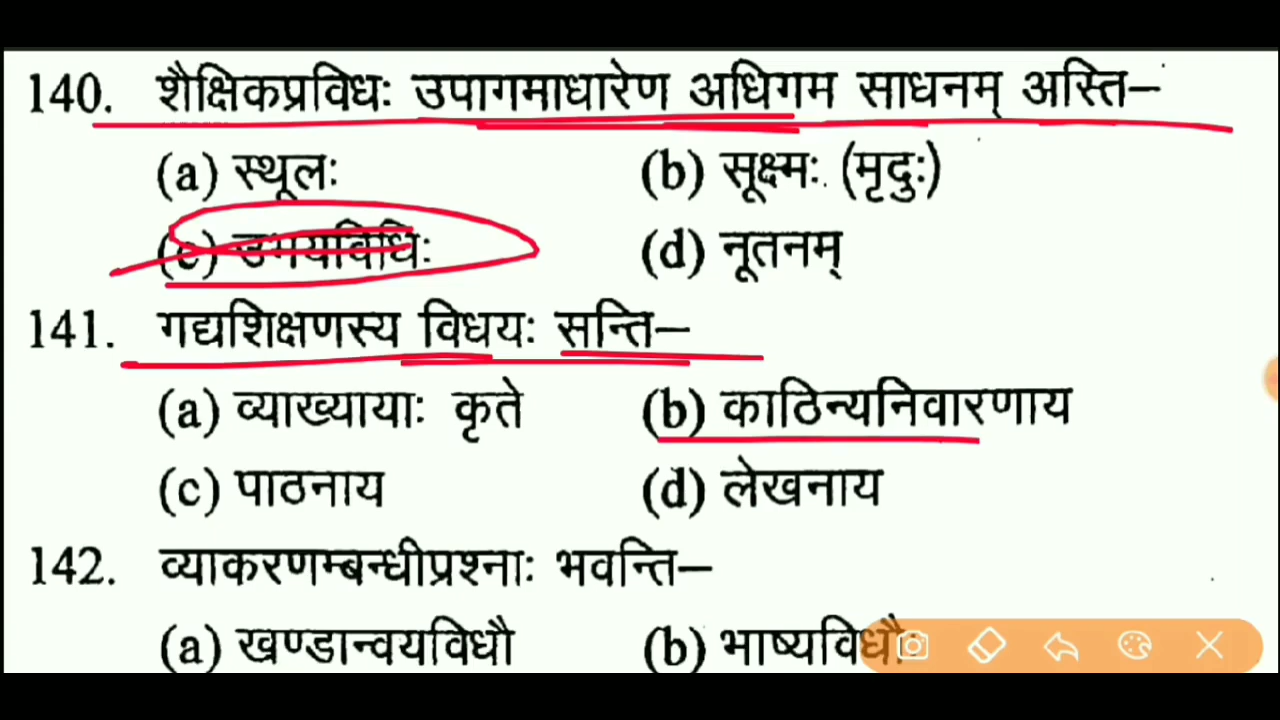 140. शैक्षिकप्रविधः उपागमाधारेण अधिगम साधनम् अस्ति–
(a) स्थूलः (b) सूक्ष्मः (मृदुः)
(c) उभयविधिः (d) नूतनम्
141. गद्यशिक्षणस्य विधयः सन्ति–
(a) व्याख्यायाः कृते (b) काठिन्यनिवारणाय
(c) पाठनाय (d) लेखनाय
142. व्याकरणम्बन्धीप्रश्नाः भवन्ति–
(a) खण्डान्वयविधौ (b) भाष्यविधौः